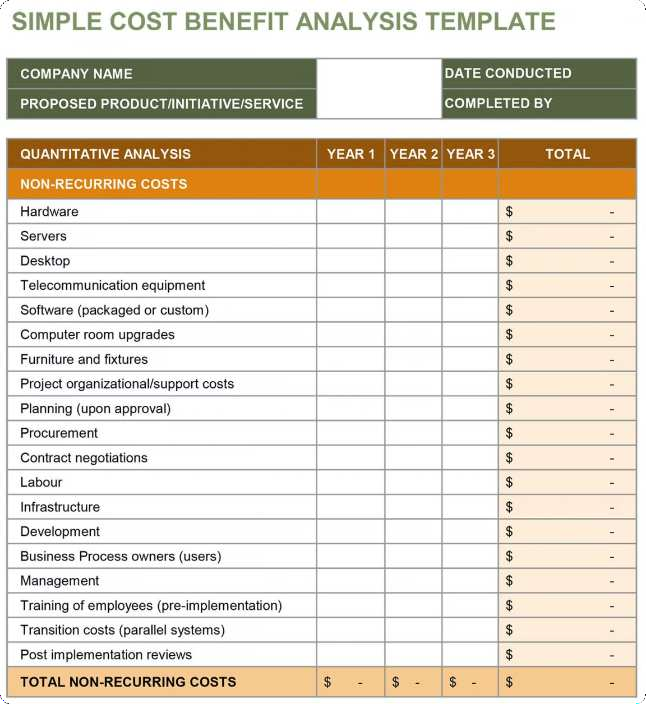 SIMPLE COST BENEFIT ANALYSIS TEMPLATE
COMPANY NAME DATE CONDUCTED
PROPOSED PRODUCT/INITIATIVE/SERVICE COMPLETED BY
QUANTITATIVE ANALYSIS YEAR 1 YEAR 2 YEAR 3 TOTAL
NON-RECURRING COSTS
Hardware $ -
Servers $ -
Desktop $ -
Telecommunication equipment $ -
Software (packaged or custom) $ -
Computer room upgrades $ -
Furniture and fixtures $ -
Project organizational/support costs $ -
Planning (upon approval) $ -
Procurement $ -
Contract negotiations $ -
Labour $ -
Infrastructure $ -
Development $ -
Business Process owners (users) $ -
Management $ -
Training of employees (pre-implementation) $ -
Transition costs (parallel systems) $ -
Post implementation reviews $ -
TOTAL NON-RECURRING COSTS $ - $ - $ - $ -